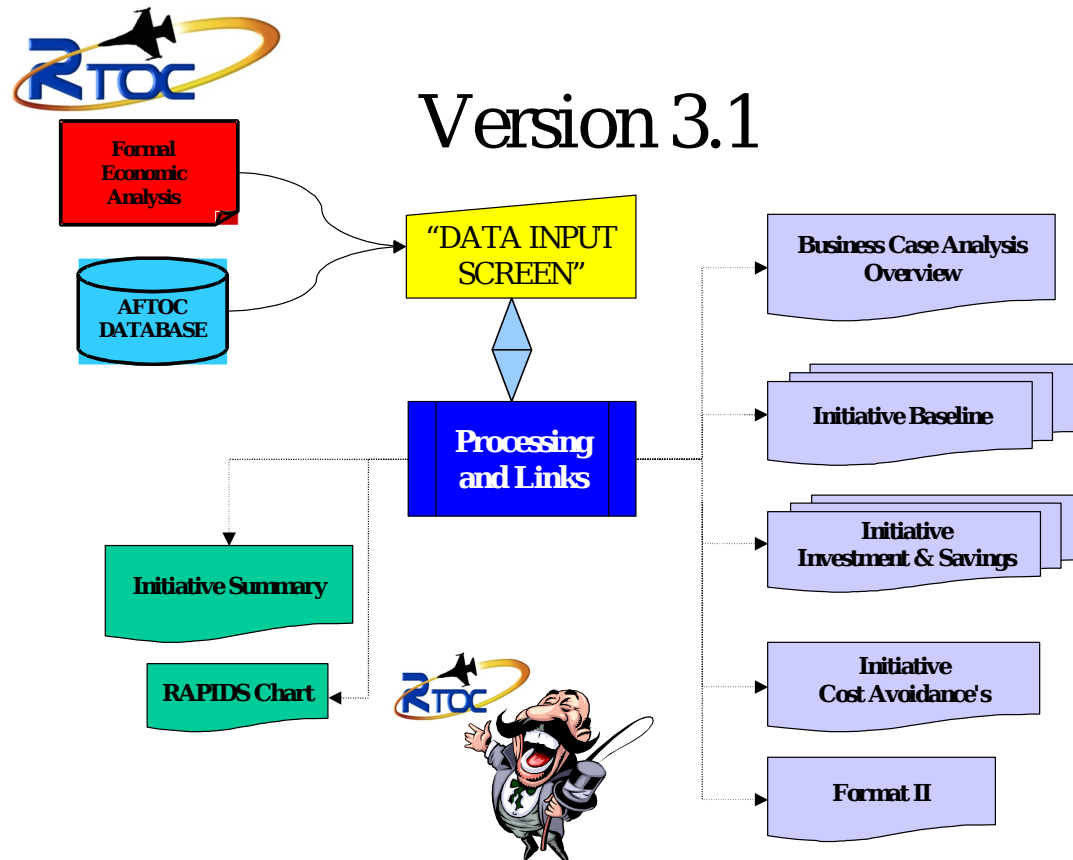 RTOC
Version 3.1
Formal
Economic
Analysis
AFTOC
DATABASE
“DATA INPUT
SCREEN”
Processing
and Links
Initiative Summary
RAPIDS Chart
RTOC
Business Case Analysis
Overview
Initiative Baseline
Initiative
Investment & Savings
Initiative
Cost Avoidance's
Format II